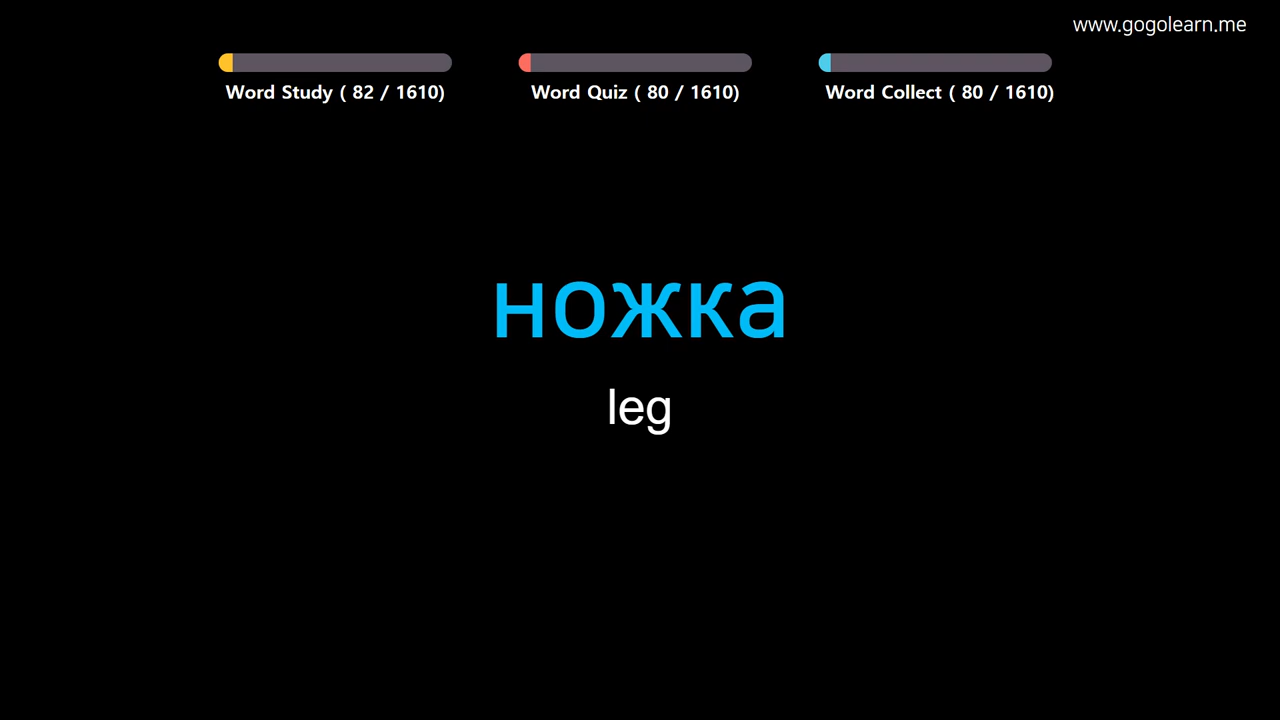 www.gogolearn.me
Word Study ( 82 / 1610)
Word Quiz ( 80 / 1610)
Word Collect ( 80 / 1610)
ножка
leg